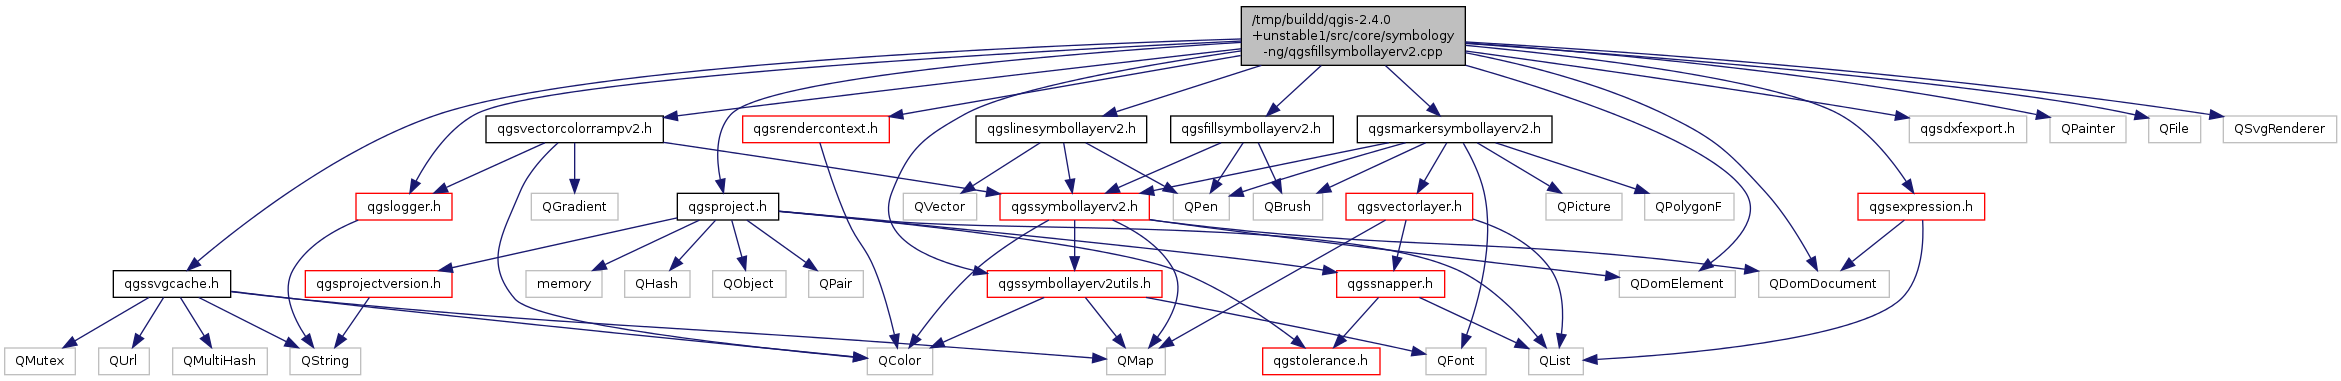 /tmp/buildd/qgis-2.4.0
+unstable1/src/core/symbology
-ng/qgsfillsymbollayerv2.cpp
qgsvectorcolorrampv2.h
qgsrendercontext.h
qgslinesymbollayerv2.h
qgsfillsymbollayerv2.h
qgsmarkersymbollayerv2.h
qgsdxfexport.h
QPainter
QFile
QSvgRenderer
qgslogger.h
QGradient
qgsproject.h
QVector
qgssymbollayerv2.h
QPen
QBrush
qgsvectorlayer.h
QPicture
QPolygonF
qgsexpression.h
qgssvgcache.h
qgsprojectversion.h
memory
QHash
QObject
QPair
qgssymbollayerv2utils.h
qgssnapper.h
QDomElement
QDomDocument
QMutex
QUrl
QMultiHash
QString
QColor
QMap
qgstolerance.h
QFont
QList